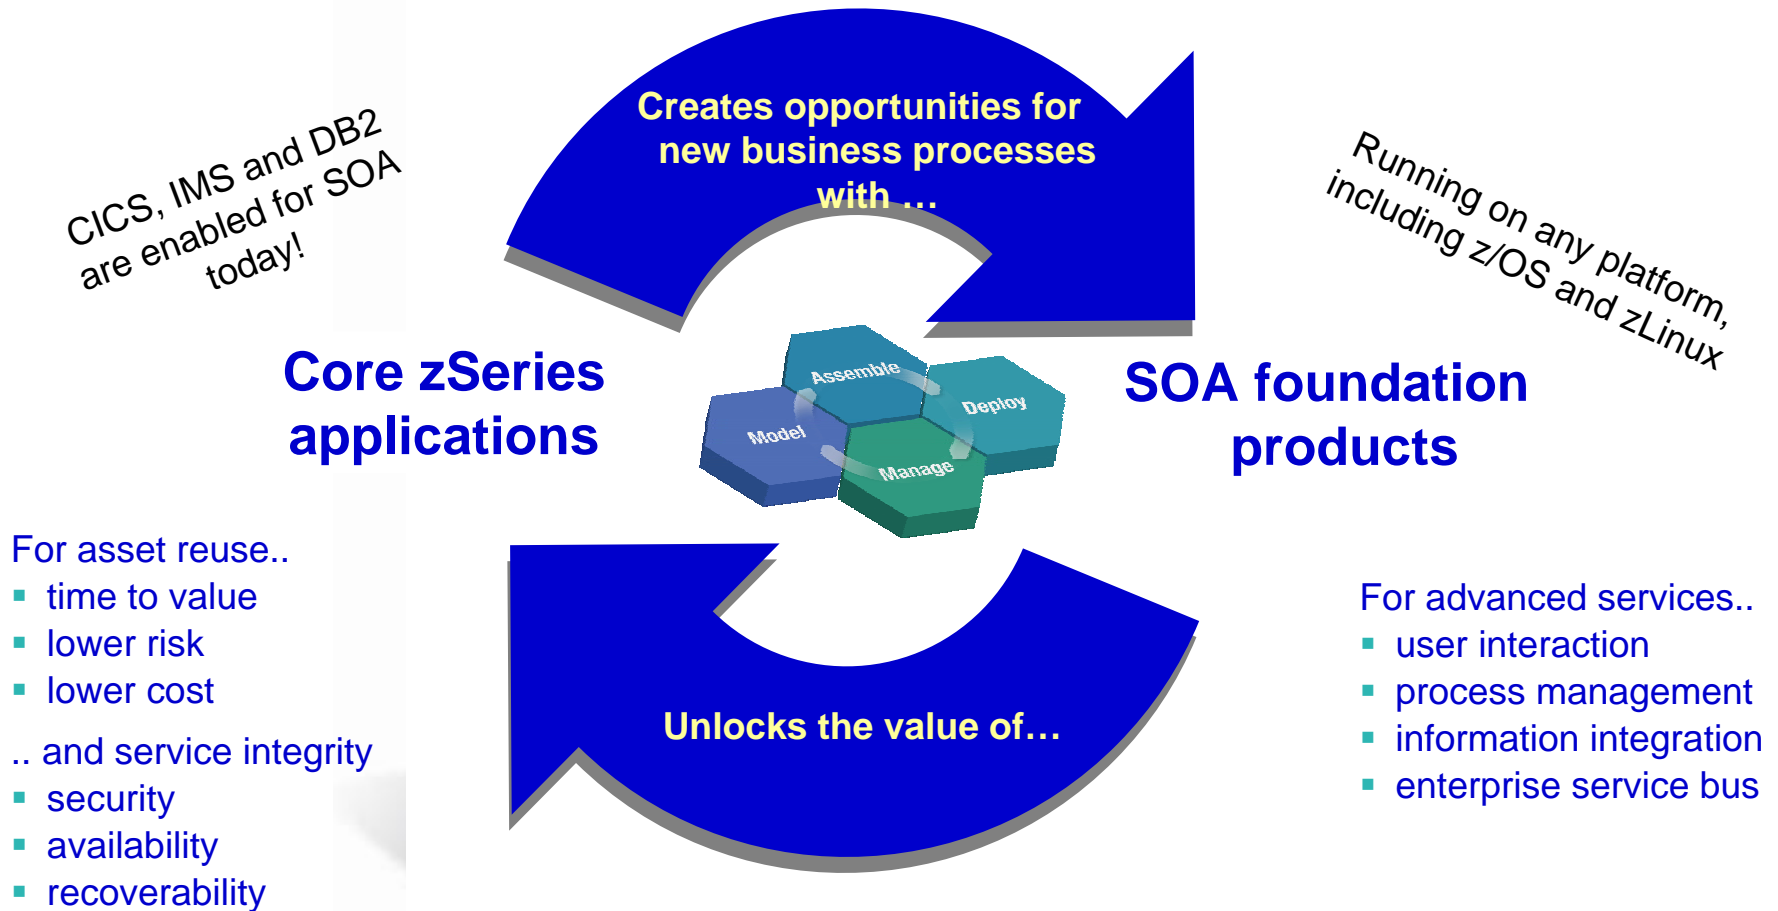 Creates opportunities for
new business processes
with …
CICS, IMS and DB2
are enabled for SOA
today!
Running on any platform,
including z/OS and zLinux
Core zSeries
applications
Assemble
Deploy
Model
Manage
SOA foundation
products
For asset reuse..
▪ time to value
▪ lower risk
▪ lower cost
.. and service integrity
▪ security
▪ availability
▪ recoverability
Unlocks the value of…
For advanced services..
▪ user interaction
▪ process management
▪ information integration
▪ enterprise service bus